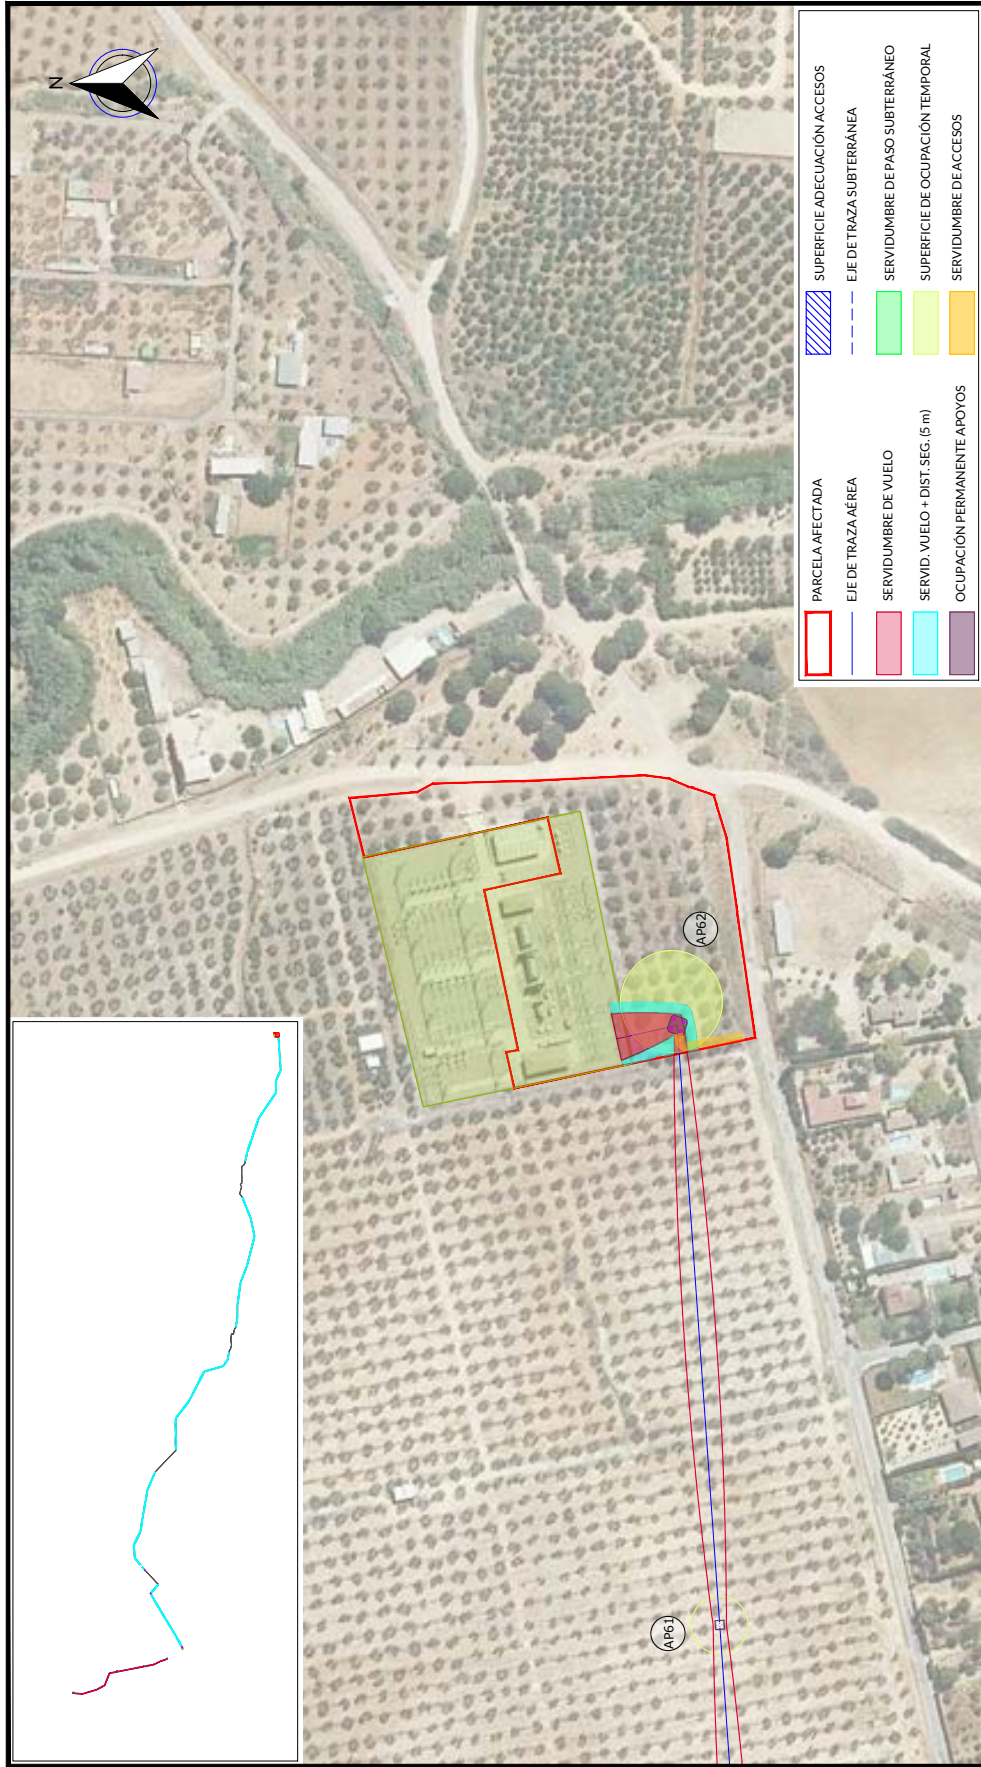 N
PARCELA AFECTADA
EJE DE TRAZA AÉREA
SERVIDUMBRE DE VUELO
SERVID. VUELO + DIST. SEG. (5 m)
OCUPACIÓN PERMANENTE APOYOS
SUPERFICIE ADECUACIÓN ACCESOS
EJE DE TRAZA SUBTERRÁNEA
SERVIDUMBRE DE PASO SUBTERRÁNEO
SUPERFICIE DE OCUPACIÓN TEMPORAL
SERVIDUMBRE DE ACCESOS
AP62
AP61